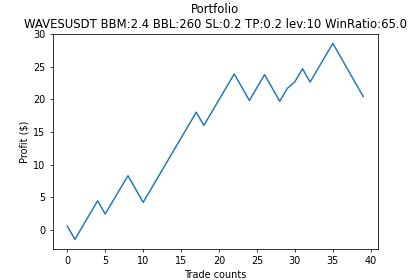 Portfolio
WAVESUSDT BBM:2.4 BBL:260 SL:0.2 TP:0.2 lev:10 WinRatio:65.0
30
25
20
15
10
5
0
Profit ($)
0 5 10 15 20 25 30 35 40
Trade counts